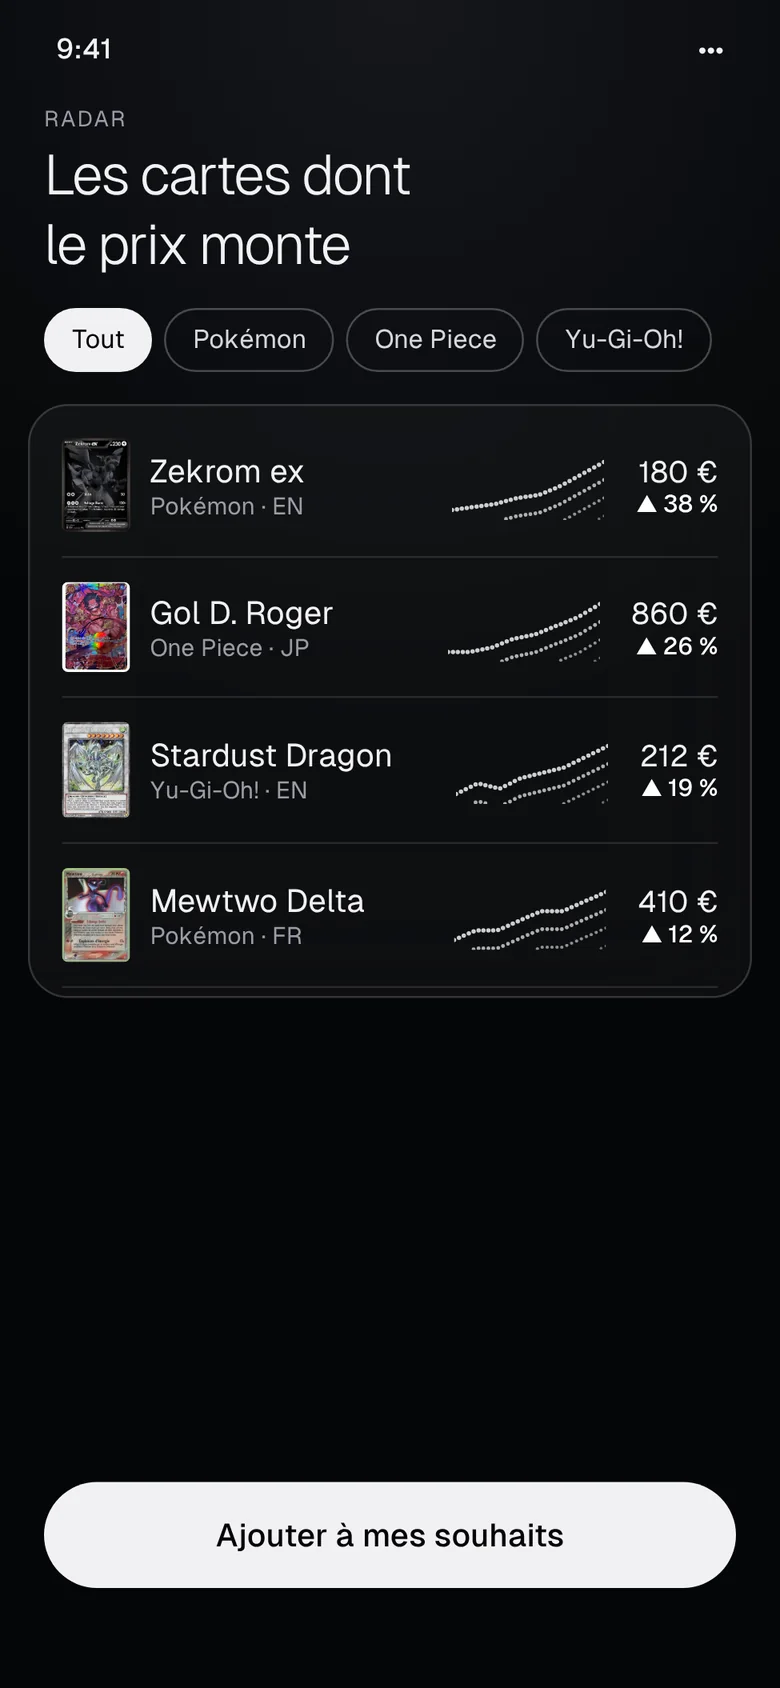 9:41
RADAR
Les cartes dont
le prix monte
Tout
Pokémon
One Piece
Yu-Gi-Oh!
Zekrom ex
Pokémon · EN
180 €
▲ 38 %
Gol D. Roger
One Piece · JP
860 €
▲ 26 %
Stardust Dragon
Yu-Gi-Oh! · EN
212 €
▲ 19 %
Mewtwo Delta
Pokémon · FR
410 €
▲ 12 %
Ajouter à mes souhaits